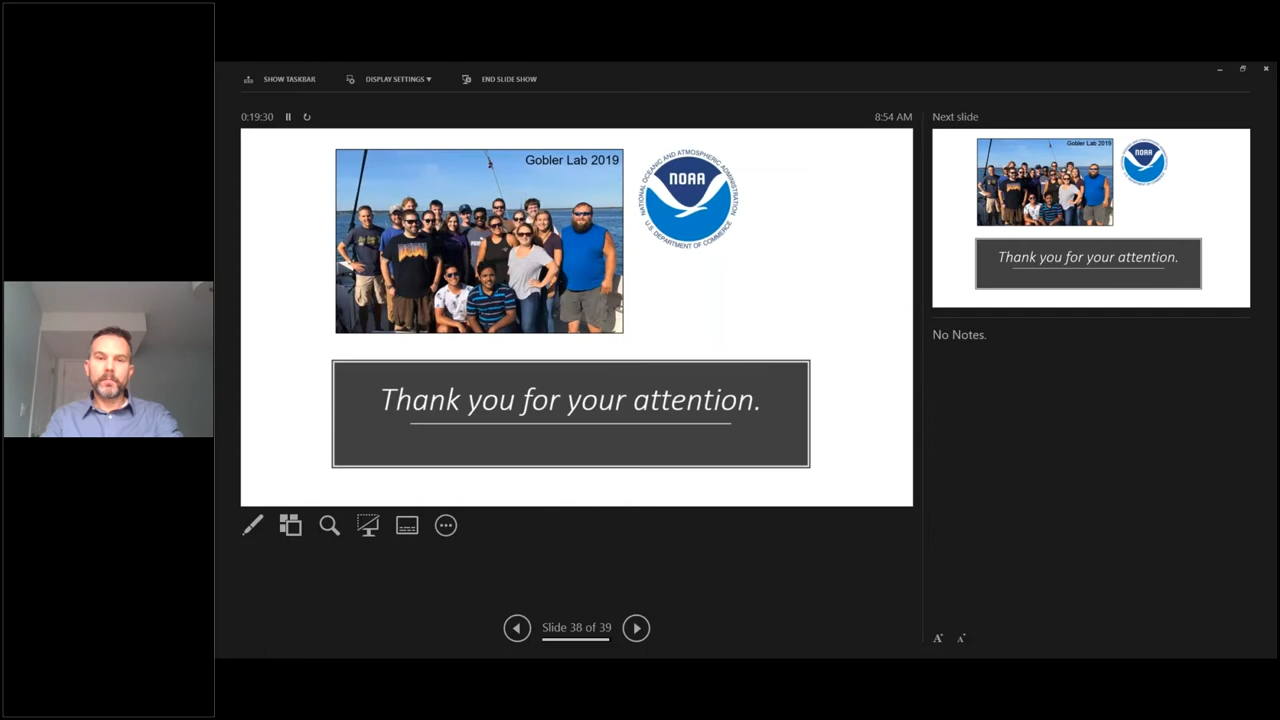 SHOW TASKBAR
DISPLAY SETTINGS ▾
END SLIDE SHOW
0:19:30
8:54 AM
Gobler Lab 2019
NATIONAL OCEANIC AND ATMOSPHERIC ADMINISTRATION
NOAA
U.S. DEPARTMENT OF COMMERCE
Thank you for your attention.
Slide 38 of 39
Next slide
Gobler Lab 2019
NOAA
Thank you for your attention.
No Notes.
A
A